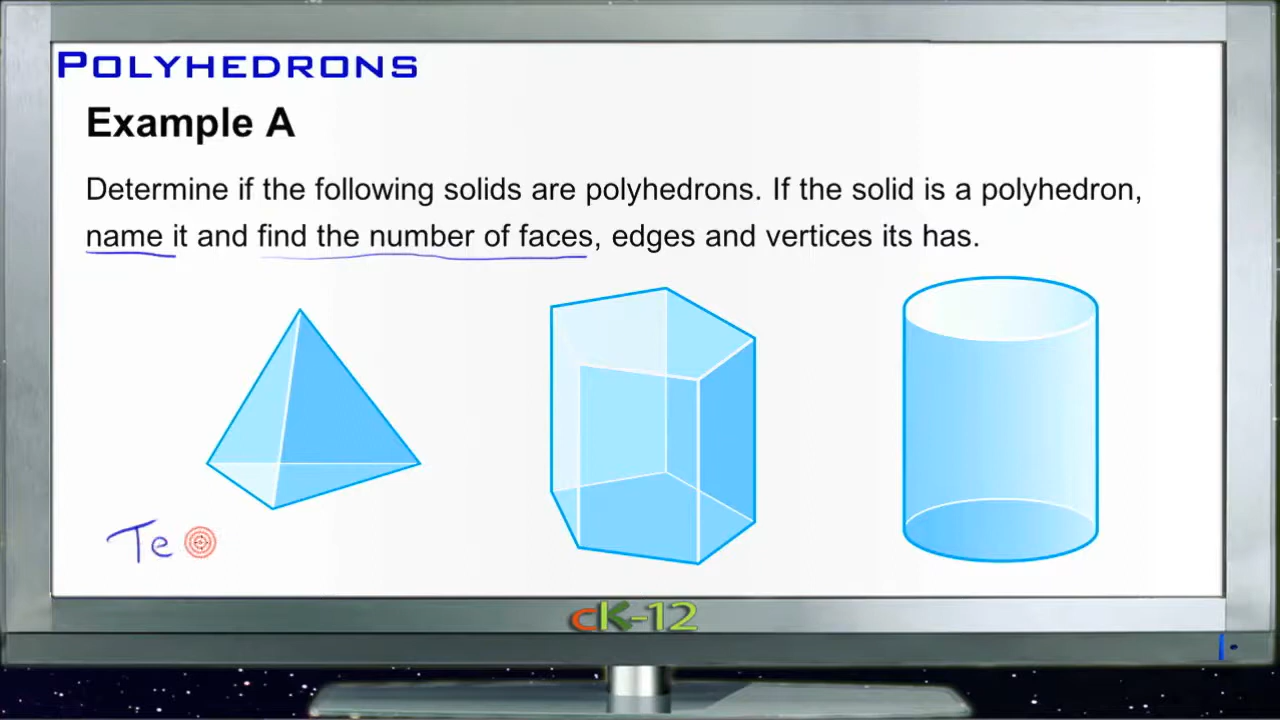 POLYHEDRONS
Example A
Determine if the following solids are polyhedrons. If the solid is a polyhedron,
name it and find the number of faces, edges and vertices its has.
Te
cK-12